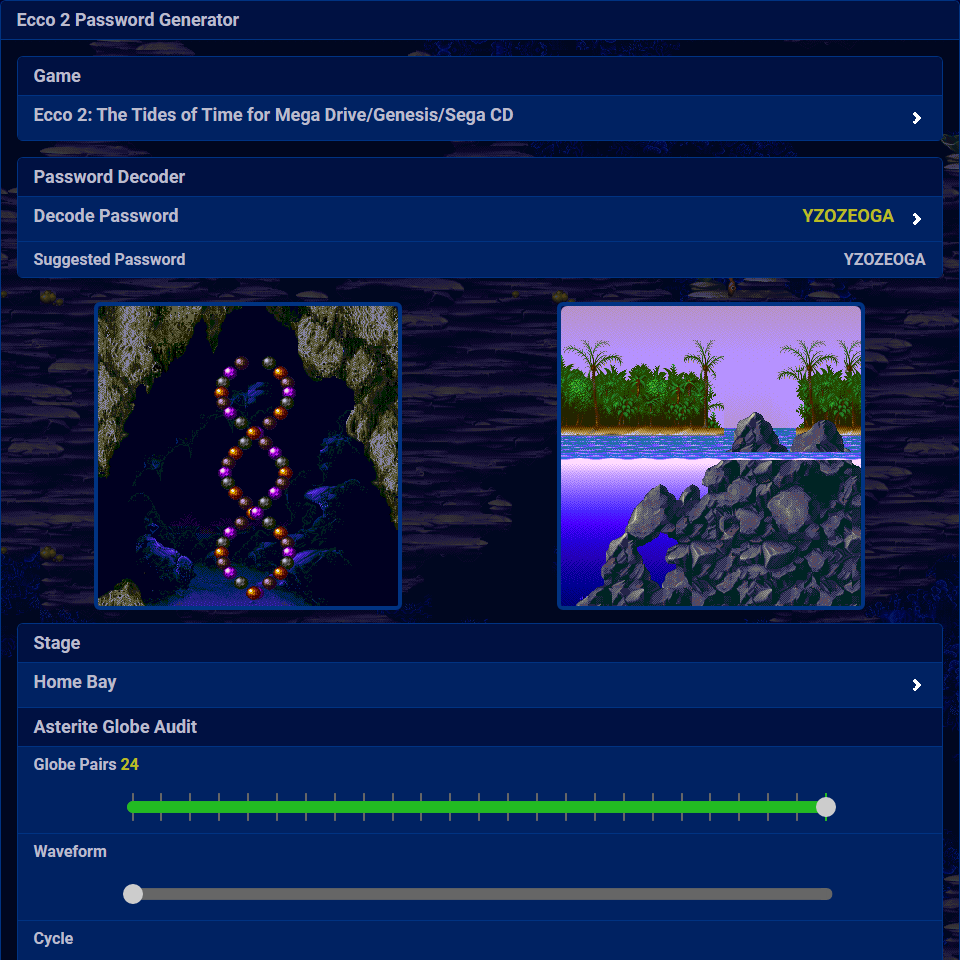 Ecco 2 Password Generator
Game
Ecco 2: The Tides of Time for Mega Drive/Genesis/Sega CD
Password Decoder
Decode Password YZOZEOGA
Suggested Password YZOZEOGA
Stage
Home Bay
Asterite Globe Audit
Globe Pairs 24
Waveform
Cycle